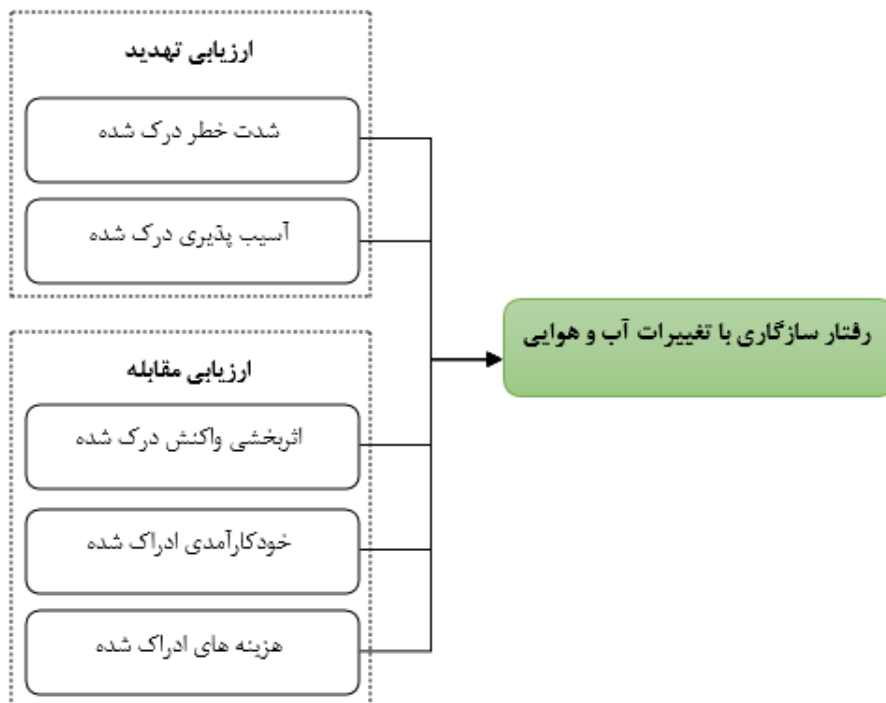 ارزیابی تهدید
شدت خطر درک شده
آسیب پذیری درک شده
ارزیابی مقابله
اثربخشی واکنش درک شده
خودکارآمدی ادراک شده
هزینه های ادراک شده
رفتار سازگاری با تغییرات آب و هوایی